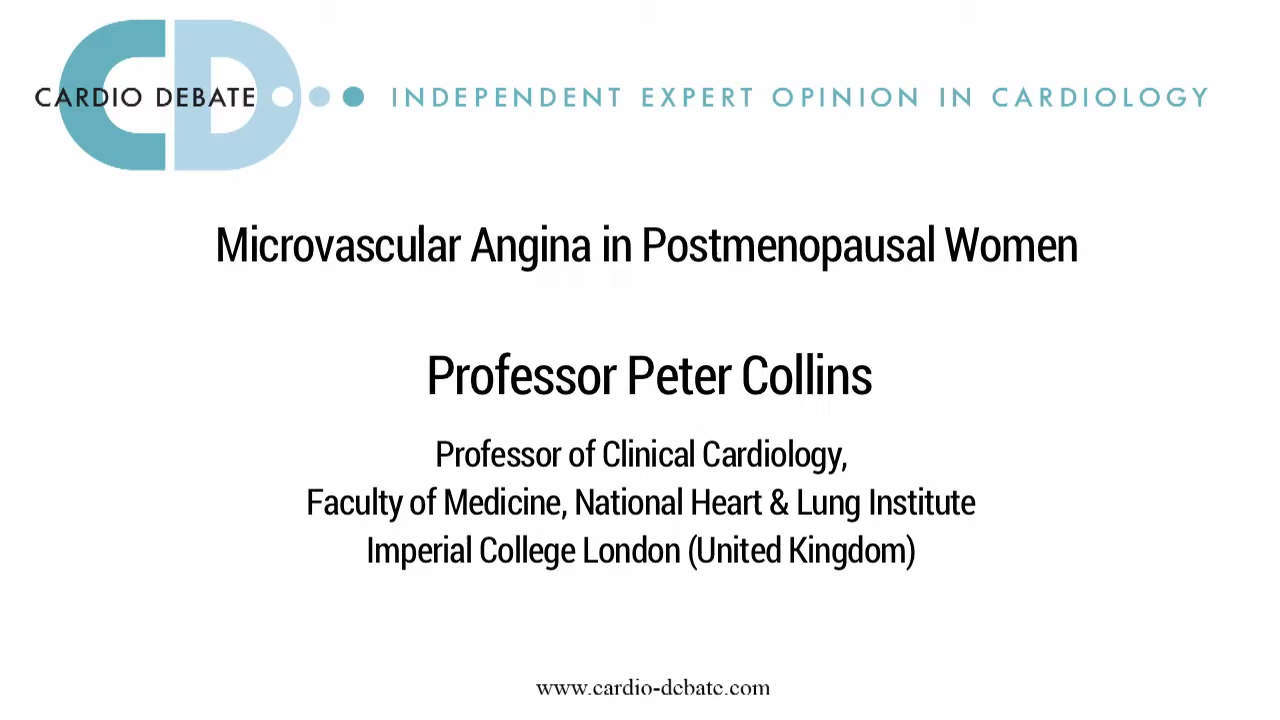 CARDIO DEBATE
INDEPENDENT EXPERT OPINION IN CARDIOLOGY
Microvascular Angina in Postmenopausal Women
Professor Peter Collins
Professor of Clinical Cardiology,
Faculty of Medicine, National Heart & Lung Institute
Imperial College London (United Kingdom)
www.cardio-debate.com